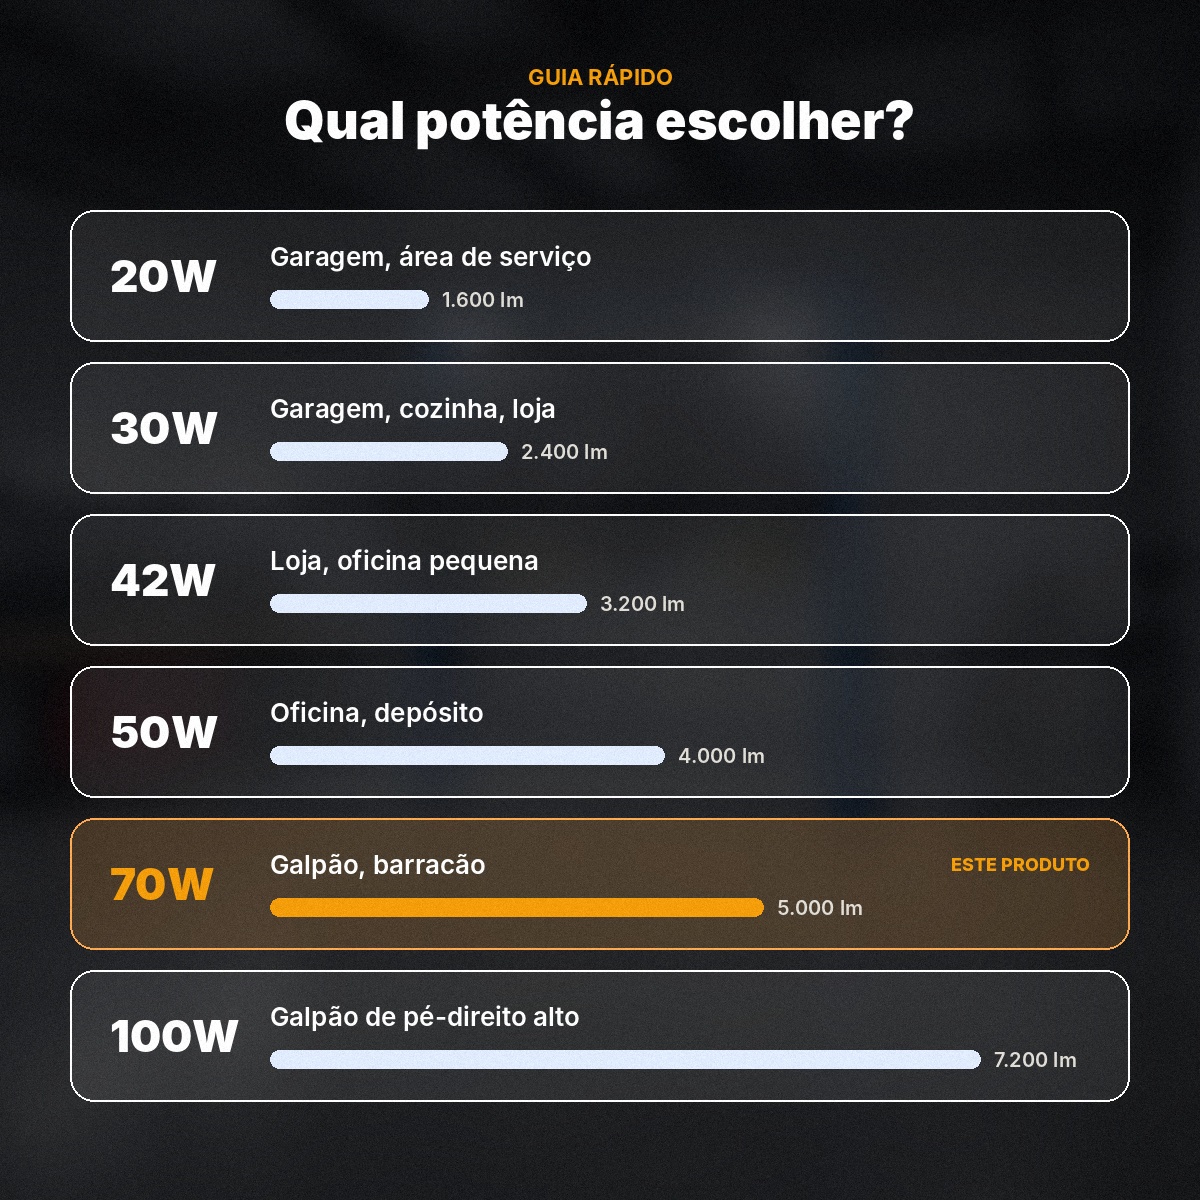 GUIA RÁPIDO
Qual potência escolher?
20W
Garagem, área de serviço
1.600 lm
30W
Garagem, cozinha, loja
2.400 lm
42W
Loja, oficina pequena
3.200 lm
50W
Oficina, depósito
4.000 lm
70W
Galpão, barracão
ESTE PRODUTO
5.000 lm
100W
Galpão de pé-direito alto
7.200 lm